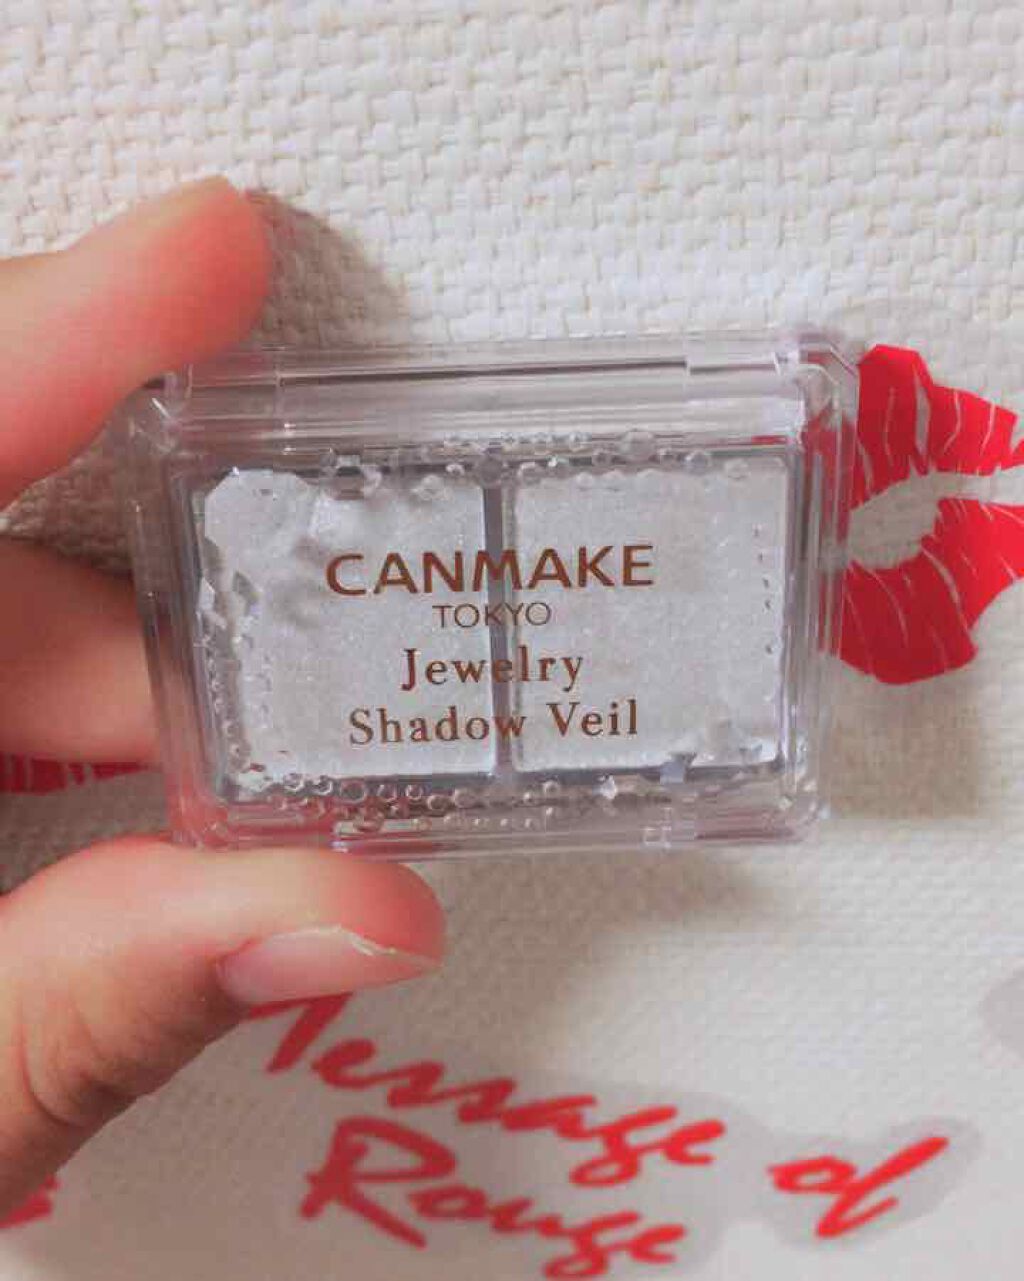 CANMAKE
TOKYO
Jewelry
Shadow Veil
Message of
Rouge